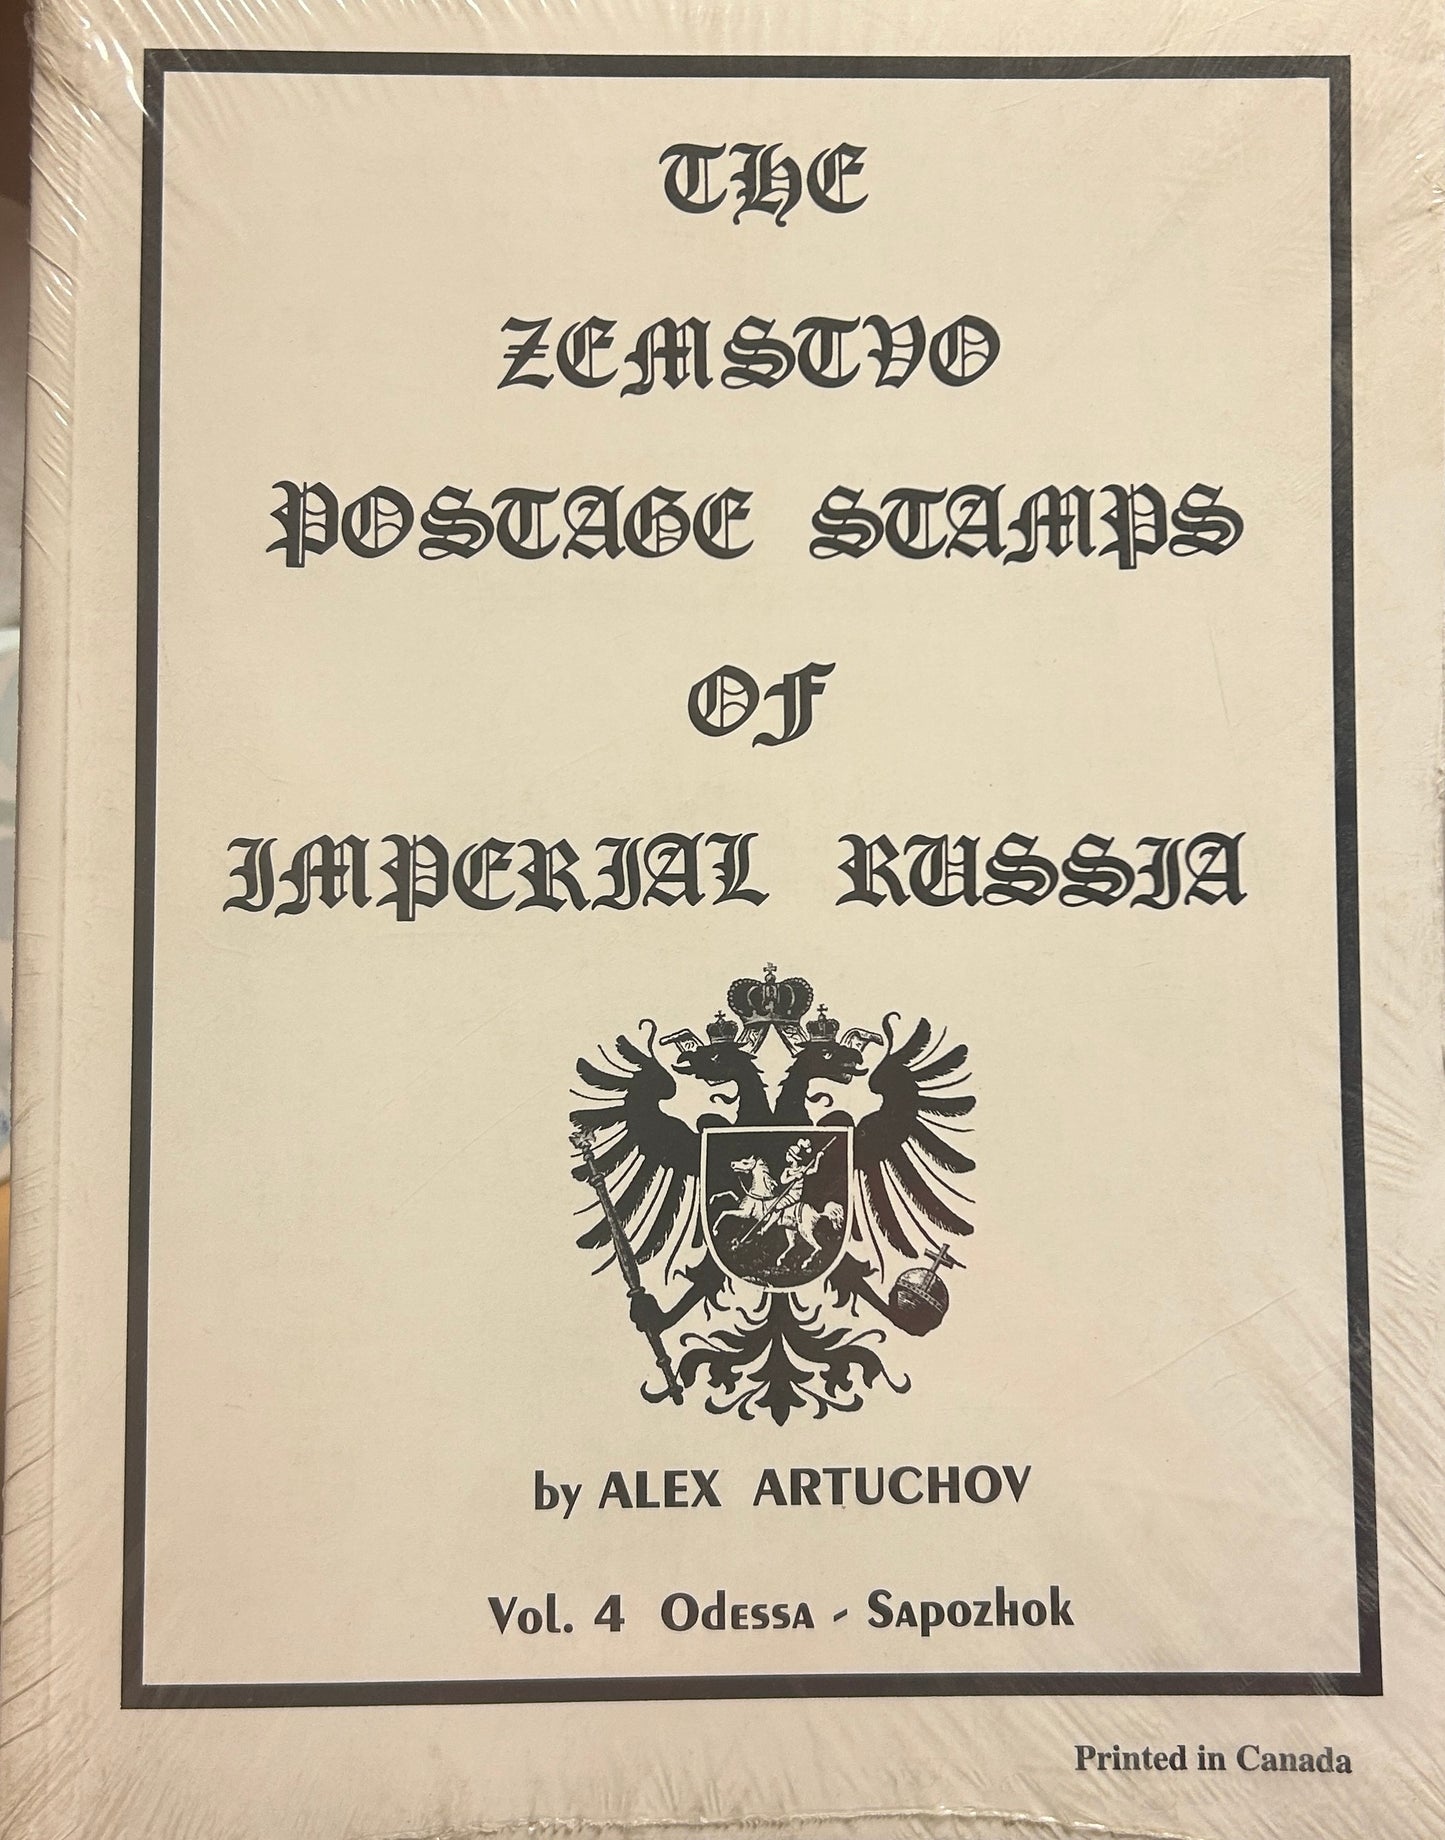 THE
ZEMSTVO
POSTAGE STAMPS
OF
IMPERIAL RUSSIA
by ALEX ARTUCHOV
Vol. 4 Odessa - Sapozhok
Printed in Canada